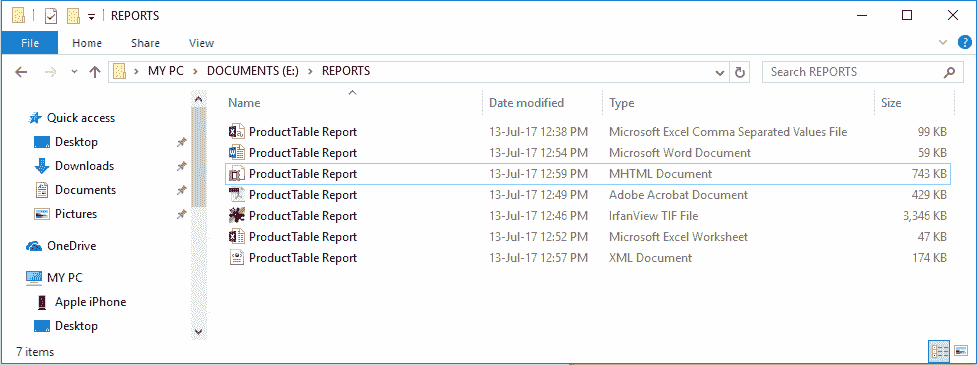 REPORTS
File Home Share View
MY PC DOCUMENTS (E:) REPORTS Search REPORTS
Name Date modified Type Size
Quick access
Desktop
Downloads
Documents
Pictures
OneDrive
MY PC
Apple iPhone
Desktop
ProductTable Report 13-Jul-17 12:38 PM Microsoft Excel Comma Separated Values File 99 KB
ProductTable Report 13-Jul-17 12:54 PM Microsoft Word Document 59 KB
ProductTable Report 13-Jul-17 12:59 PM MHTML Document 743 KB
ProductTable Report 13-Jul-17 12:49 PM Adobe Acrobat Document 429 KB
ProductTable Report 13-Jul-17 12:46 PM IrfanView TIF File 3,346 KB
ProductTable Report 13-Jul-17 12:52 PM Microsoft Excel Worksheet 47 KB
ProductTable Report 13-Jul-17 12:57 PM XML Document 174 KB
7 items